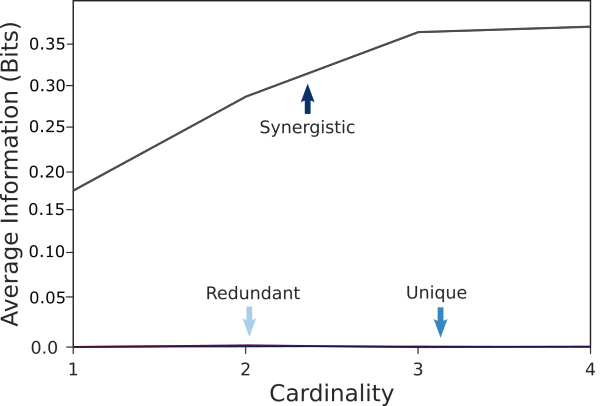 Average Information (Bits)
0.35
0.30
0.25
0.20
0.15
0.10
0.05
0.0
Synergistic
Redundant
Unique
1 2 3 4
Cardinality